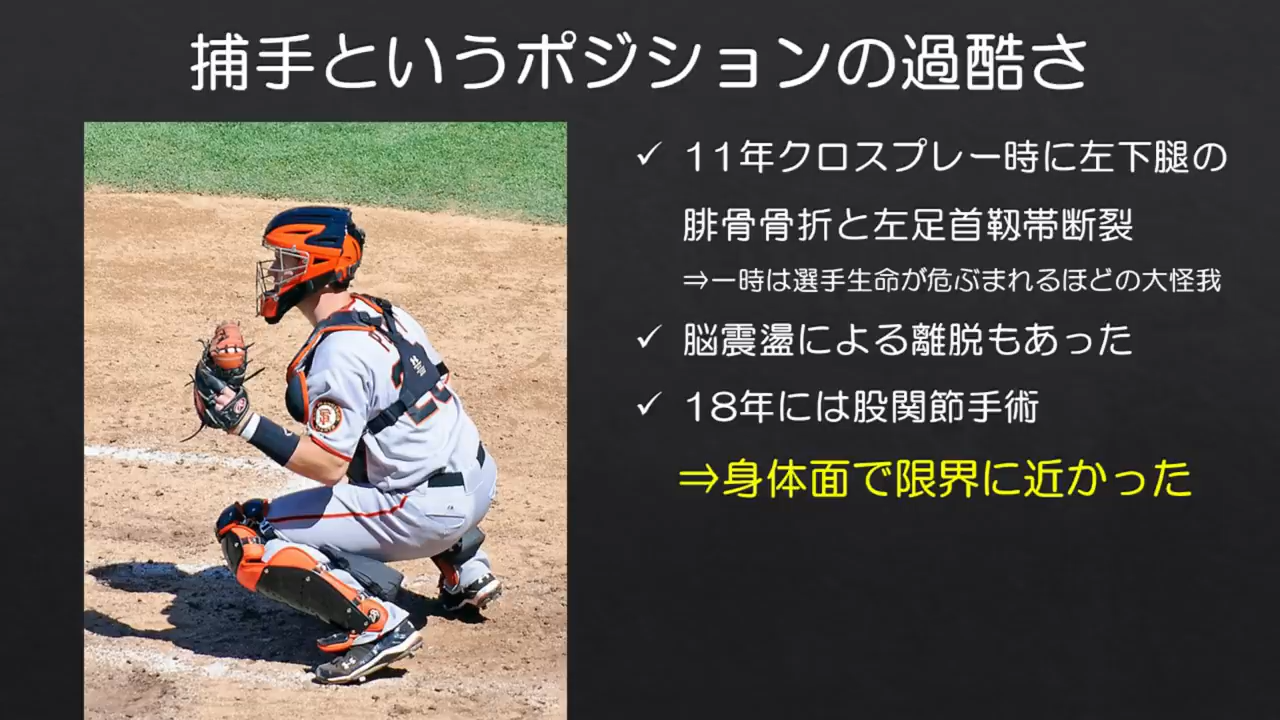 捕手というポジションの過酷さ
✓ 11年クロスプレー時に左下腿の
腓骨骨折と左足首靭帯断裂
⇒一時は選手生命が危ぶまれるほどの大怪我
✓ 脳震盪による離脱もあった
✓ 18年には股関節手術
⇒身体面で限界に近かった